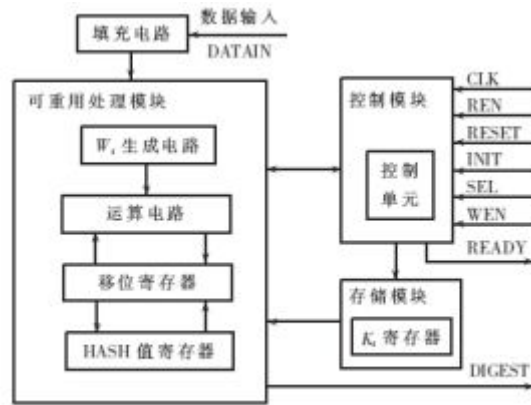 数据输入
填充电路
DATAIN
可重用处理模块
Wt 生成电路
运算电路
移位寄存器
HASH 值寄存器
控制模块
控制
单元
CLK
REN
RESET
INIT
SEL
WEN
READY
存储模块
Kt 寄存器
DIGEST